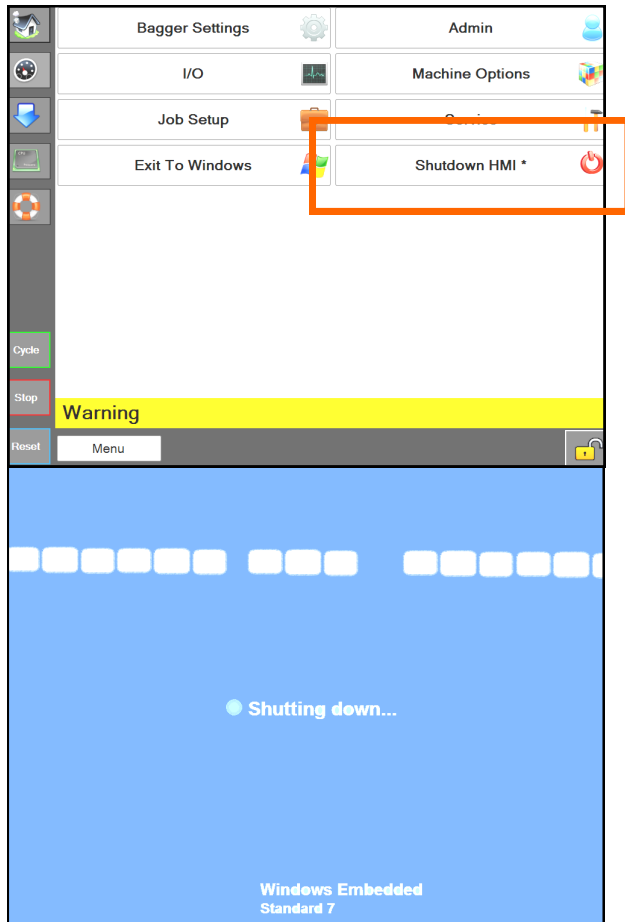 Bagger Settings
Admin
I/O
Machine Options
Job Setup
Service
Exit To Windows
Shutdown HMI *
Cycle
Stop
Warning
Reset
Menu
Shutting down...
Windows Embedded
Standard 7